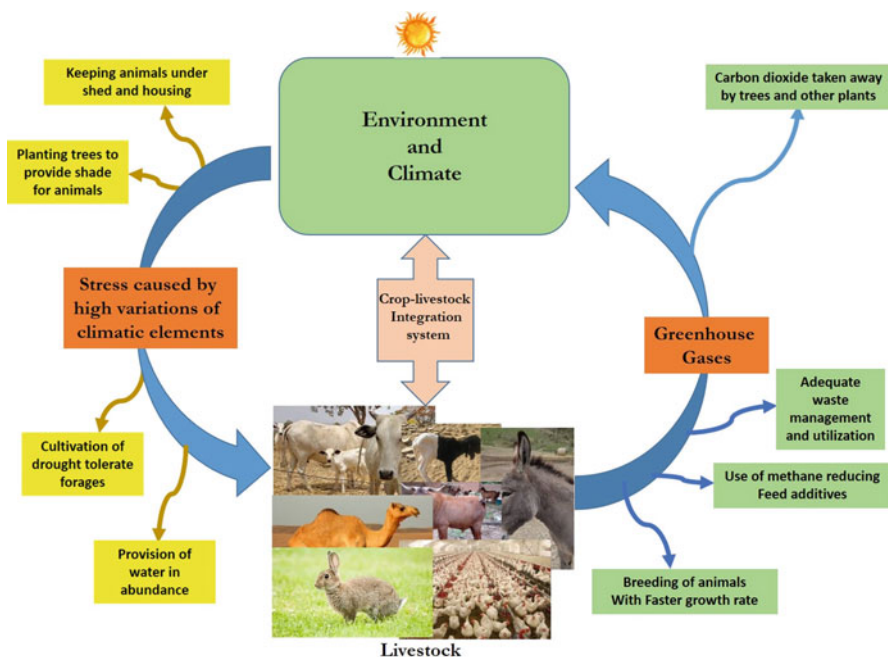 Keeping animals under
shed and housing
Planting trees to
provide shade
for animals
Stress caused by
high variations of
climatic elements
Cultivation of
drought tolerate
forages
Provision of
water in
abundance
Environment
and
Climate
Crop-livestock
Integration
system
Livestock
Carbon dioxide taken away
by trees and other plants
Greenhouse
Gases
Adequate
waste
management
and utilization
Use of methane reducing
Feed additives
Breeding of animals
With Faster growth rate